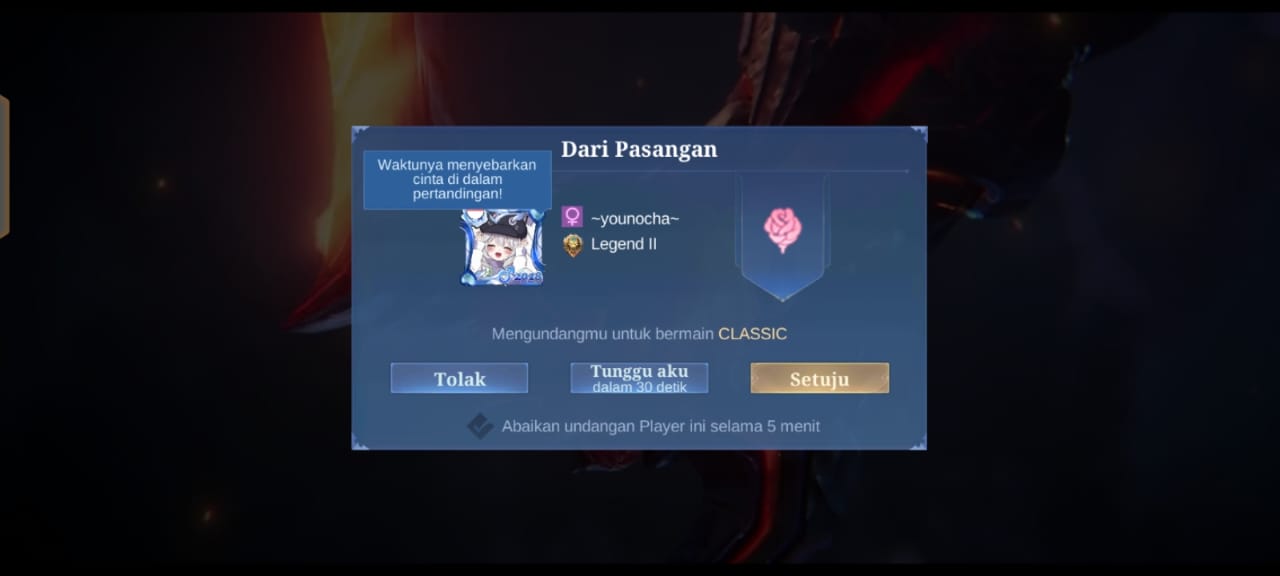 Dari Pasangan
Waktunya menyebarkan
cinta di dalam
pertandingan!
~younocha~
Legend II
Mengundangmu untuk bermain CLASSIC
Tolak
Tunggu aku
dalam 30 detik
Setuju
Abaikan undangan Player ini selama 5 menit